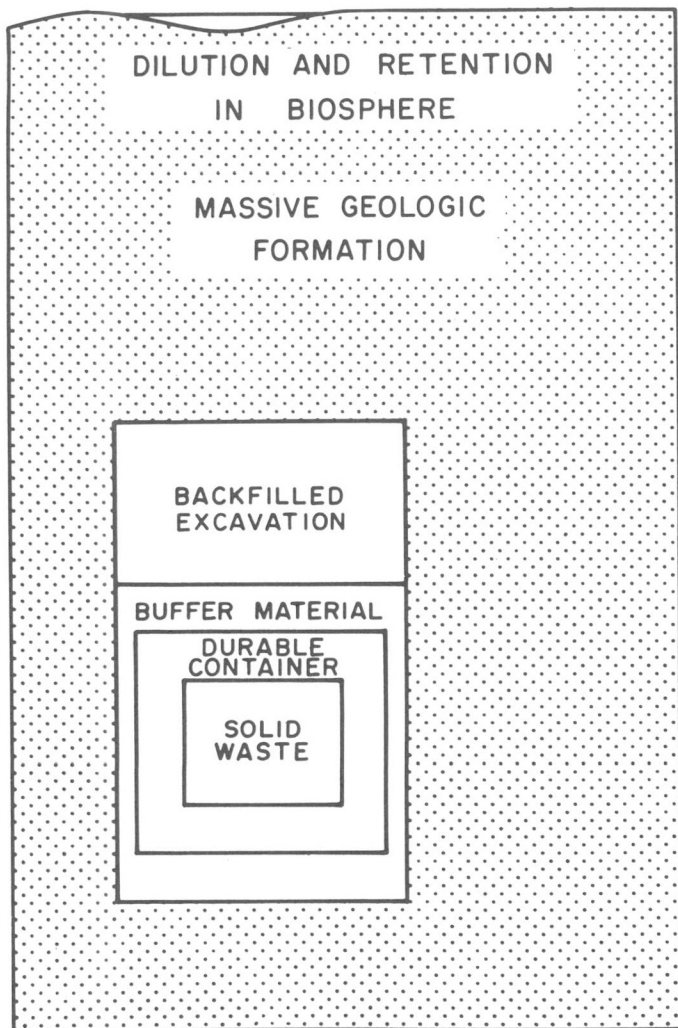 DILUTION AND RETENTION
IN BIOSPHERE
MASSIVE GEOLOGIC
FORMATION
BACKFILLED
EXCAVATION
BUFFER MATERIAL
DURABLE
CONTAINER
SOLID
WASTE